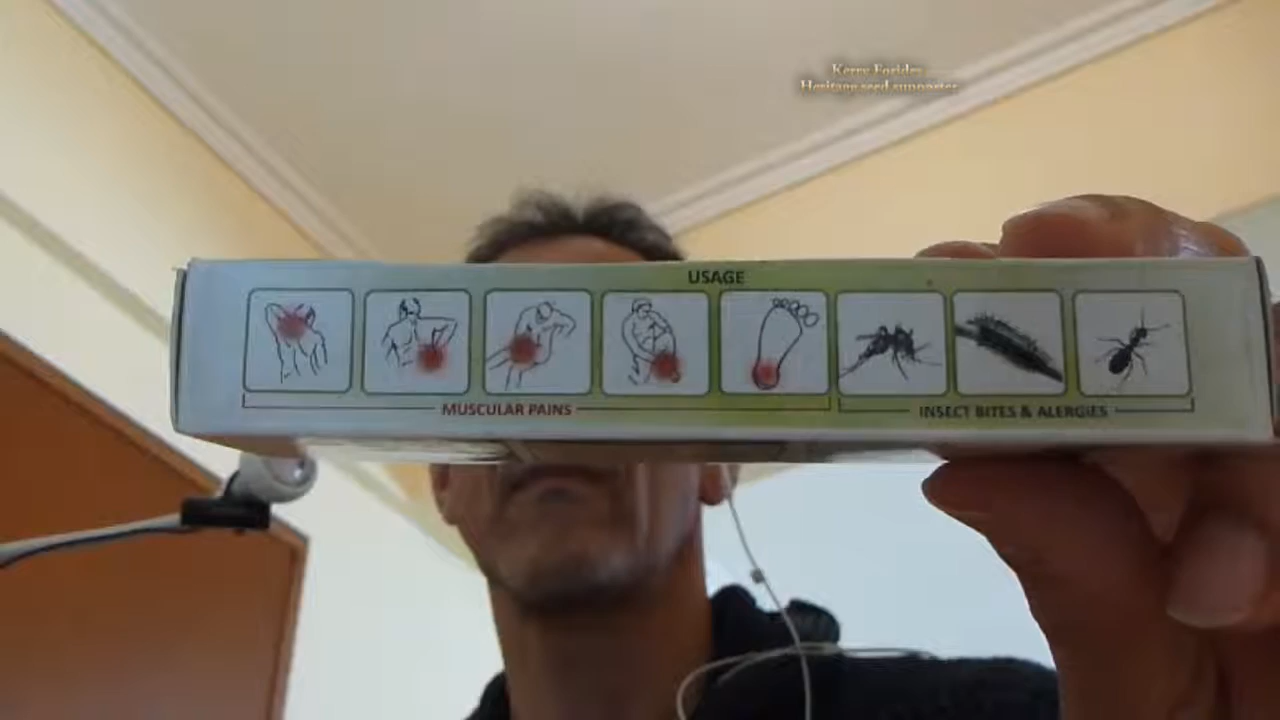 Kerry Forides
Heritage seed supporter
USAGE
MUSCULAR PAINS
INSECT BITES & ALERGIES